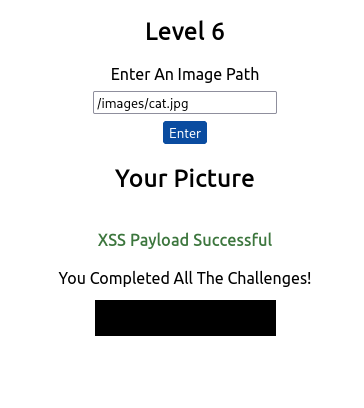 Level 6
Enter An Image Path
/images/cat.jpg
Enter
Your Picture
XSS Payload Successful
You Completed All The Challenges!